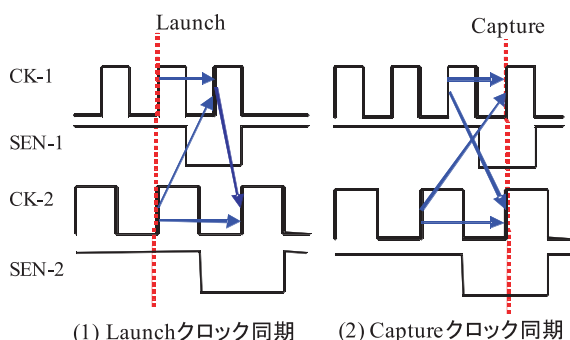 Launch
Capture
CK-1
SEN-1
CK-2
SEN-2
(1) Launchクロック同期
(2) Captureクロック同期